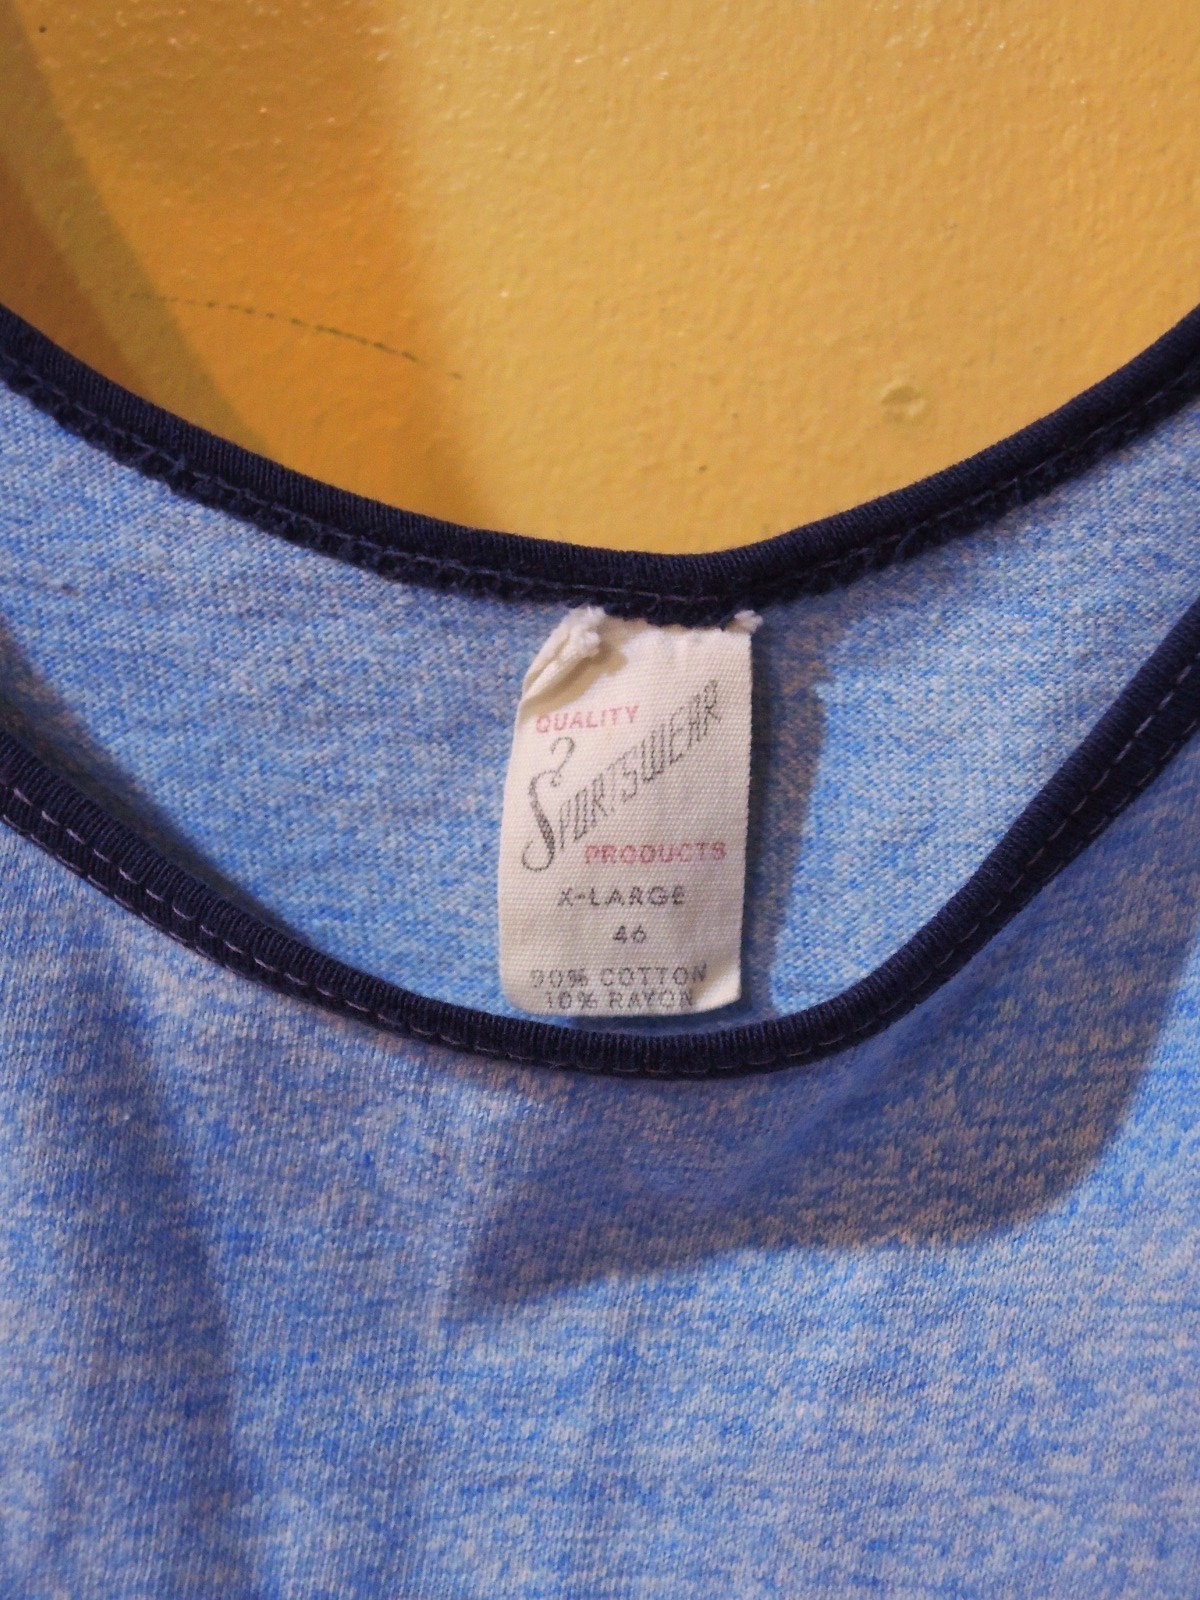 QUALITY
SPORTSWEAR
PRODUCTS
X-LARGE
46
90% COTTON
10% RAYON